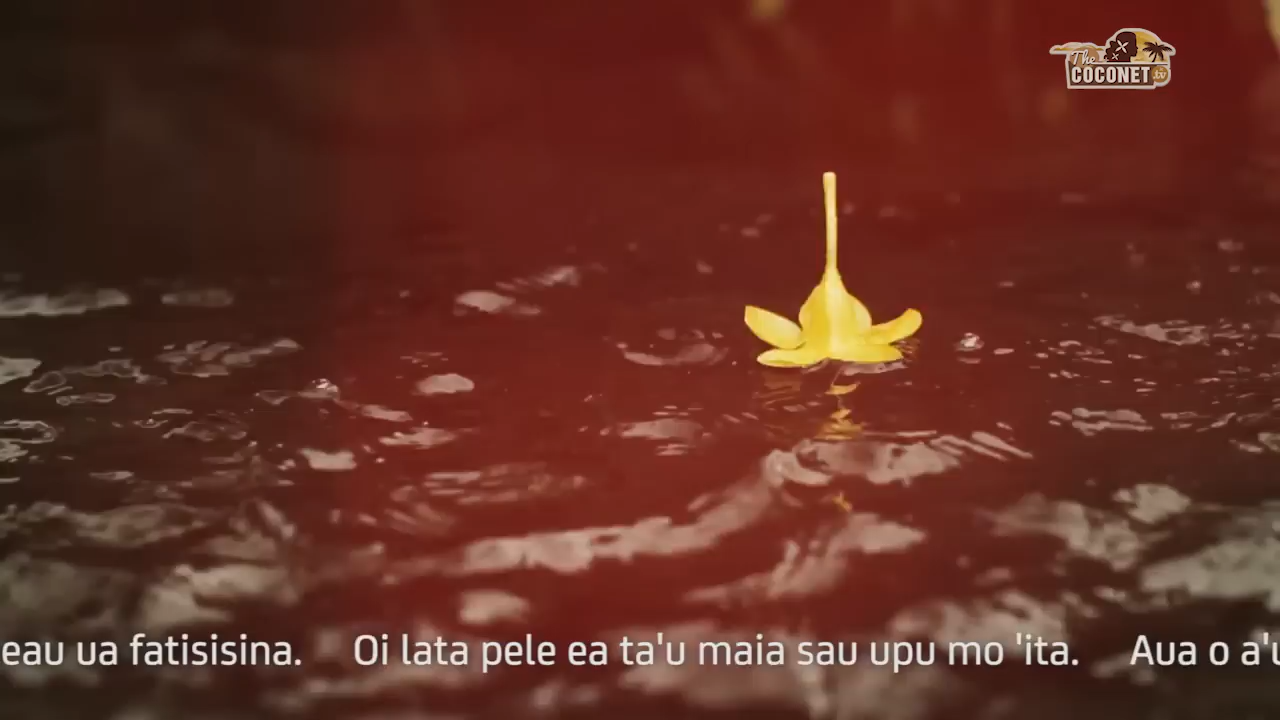 The
COCONET
.tv
eau ua fatisisina. Oi lata pele ea ta'u maia sau upu mo 'ita. Aua o a'u